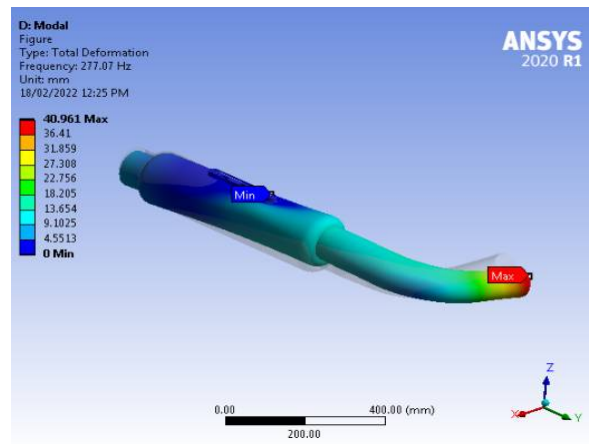 D: Modal
Figure
Type: Total Deformation
Frequency: 277.07 Hz
Unit: mm
18/02/2022 12:25 PM
ANSYS
2020 R1
40.961 Max
36.41
31.859
27.308
22.756
18.205
13.654
9.1025
4.5513
0 Min
Min
Max
0.00 400.00 (mm)
200.00
Z
X Y